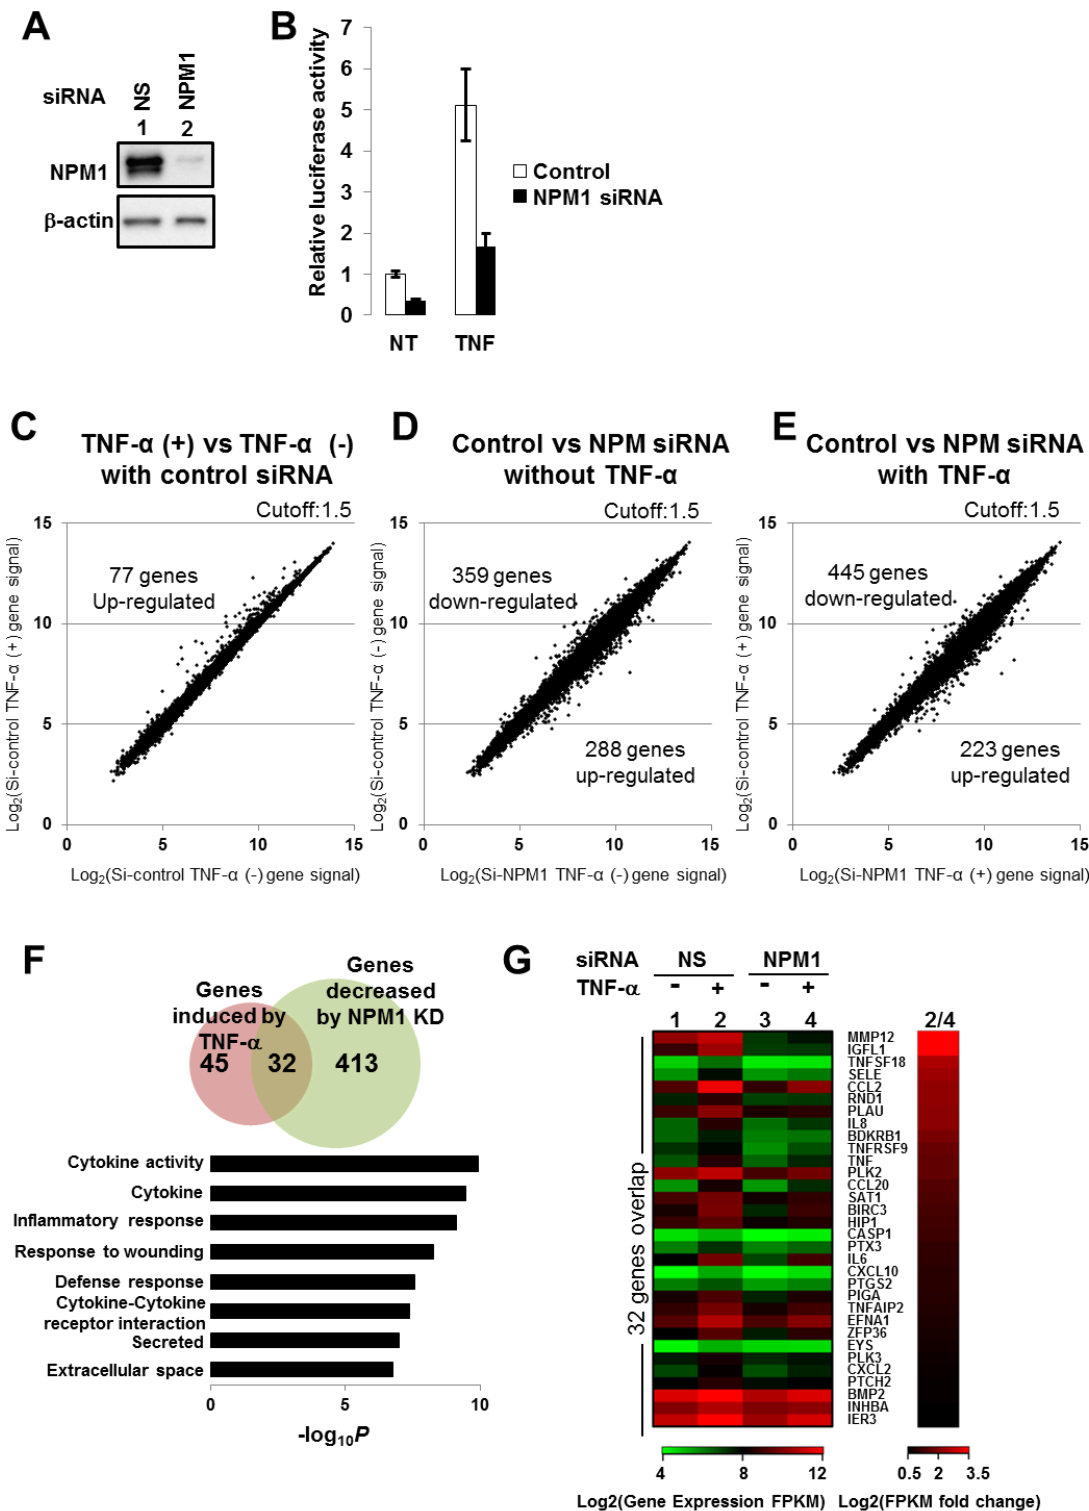 A
siRNA
NS
NPM1
1 2
NPM1
β-actin
B
Relative luciferase activity
7
6
5
4
3
2
1
0
NT TNF
Control
NPM1 siRNA
C
TNF-α (+) vs TNF-α (-)
with control siRNA
Cutoff:1.5
Log2(Si-control TNF-α (+) gene signal)
15
10
5
0
77 genes
Up-regulated
0 5 10 15
Log2(Si-control TNF-α (-) gene signal)
D
Control vs NPM siRNA
without TNF-α
Cutoff:1.5
Log2(Si-control TNF-α (-) gene signal)
359 genes
down-regulated
288 genes
up-regulated
0 5 10 15
Log2(Si-NPM1 TNF-α (-) gene signal)
E
Control vs NPM siRNA
with TNF-α
Cutoff:1.5
Log2(Si-control TNF-α (+) gene signal)
15
10
5
0
445 genes
down-regulated
223 genes
up-regulated
0 5 10 15
Log2(Si-NPM1 TNF-α (+) gene signal)
F
Genes
induced by
TNF-α
Genes
decreased
by NPM1 KD
45 32 413
Cytokine activity
Cytokine
Inflammatory response
Response to wounding
Defense response
Cytokine-Cytokine
receptor interaction
Secreted
Extracellular space
0 5 10
-log10P
G
siRNA NS NPM1
TNF-α - + - +
1 2 3 4 2/4
32 genes overlap
MMP12
IGFL1
TNFSF18
SELE
CCL2
RND1
PLAU
IL8
BDKRB1
TNFRSF9
TNF
PLK2
CCL20
SAT1
BIRC3
HIP1
CASP1
PTX3
IL6
CXCL10
PTGS2
PIGA
TNFAIP2
EFNA1
ZFP36
EYS
PLK3
CXCL2
PTCH2
BMP2
INHBA
IER3
4 8 12
Log2(Gene Expression FPKM)
0.5 2 3.5
Log2(FPKM fold change)